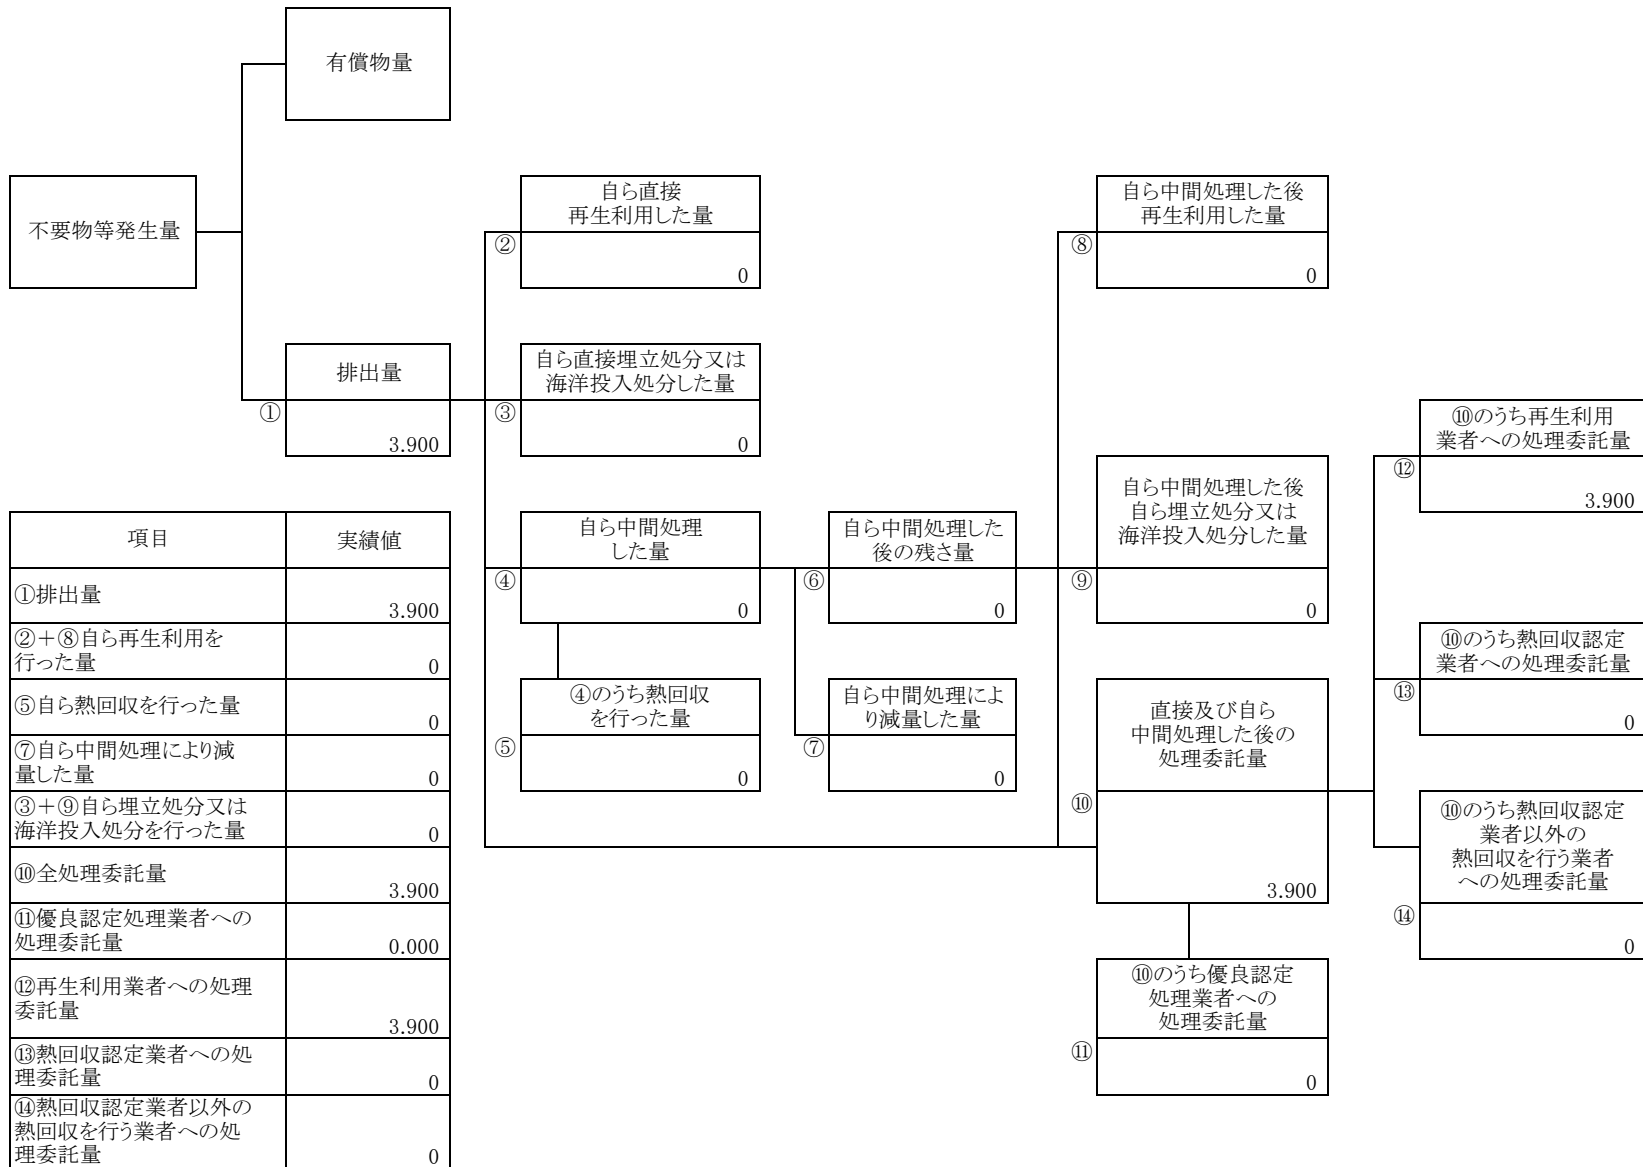 有償物量
不要物等発生量
自ら直接
再生利用した量
②
0
自ら中間処理した後
再生利用した量
⑧
0
排出量
①
3.900
自ら直接埋立処分又は
海洋投入処分した量
③
0
⑩のうち再生利用
業者への処理委託量
⑫
3.900
自ら中間処理
した量
④
0
自ら中間処理した
後の残さ量
⑥
0
自ら中間処理した後
自ら埋立処分又は
海洋投入処分した量
⑨
0
⑩のうち熱回収認定
業者への処理委託量
⑬
0
④のうち熱回収
を行った量
⑤
0
自ら中間処理によ
り減量した量
⑦
0
直接及び自ら
中間処理した後の
処理委託量
⑩
3.900
⑩のうち熱回収認定
業者以外の
熱回収を行う業者
への処理委託量
⑭
0
⑩のうち優良認定
処理業者への
処理委託量
⑪
0
項目 実績値
①排出量
3.900
②+⑧自ら再生利用を
行った量
0
⑤自ら熱回収を行った量
0
⑦自ら中間処理により減
量した量
0
③+⑨自ら埋立処分又は
海洋投入処分を行った量
0
⑩全処理委託量
3.900
⑪優良認定処理業者への
処理委託量
0.000
⑫再生利用業者への処理
委託量
3.900
⑬熱回収認定業者への処
理委託量
0
⑭熱回収認定業者以外の
熱回収を行う業者への処
理委託量
0